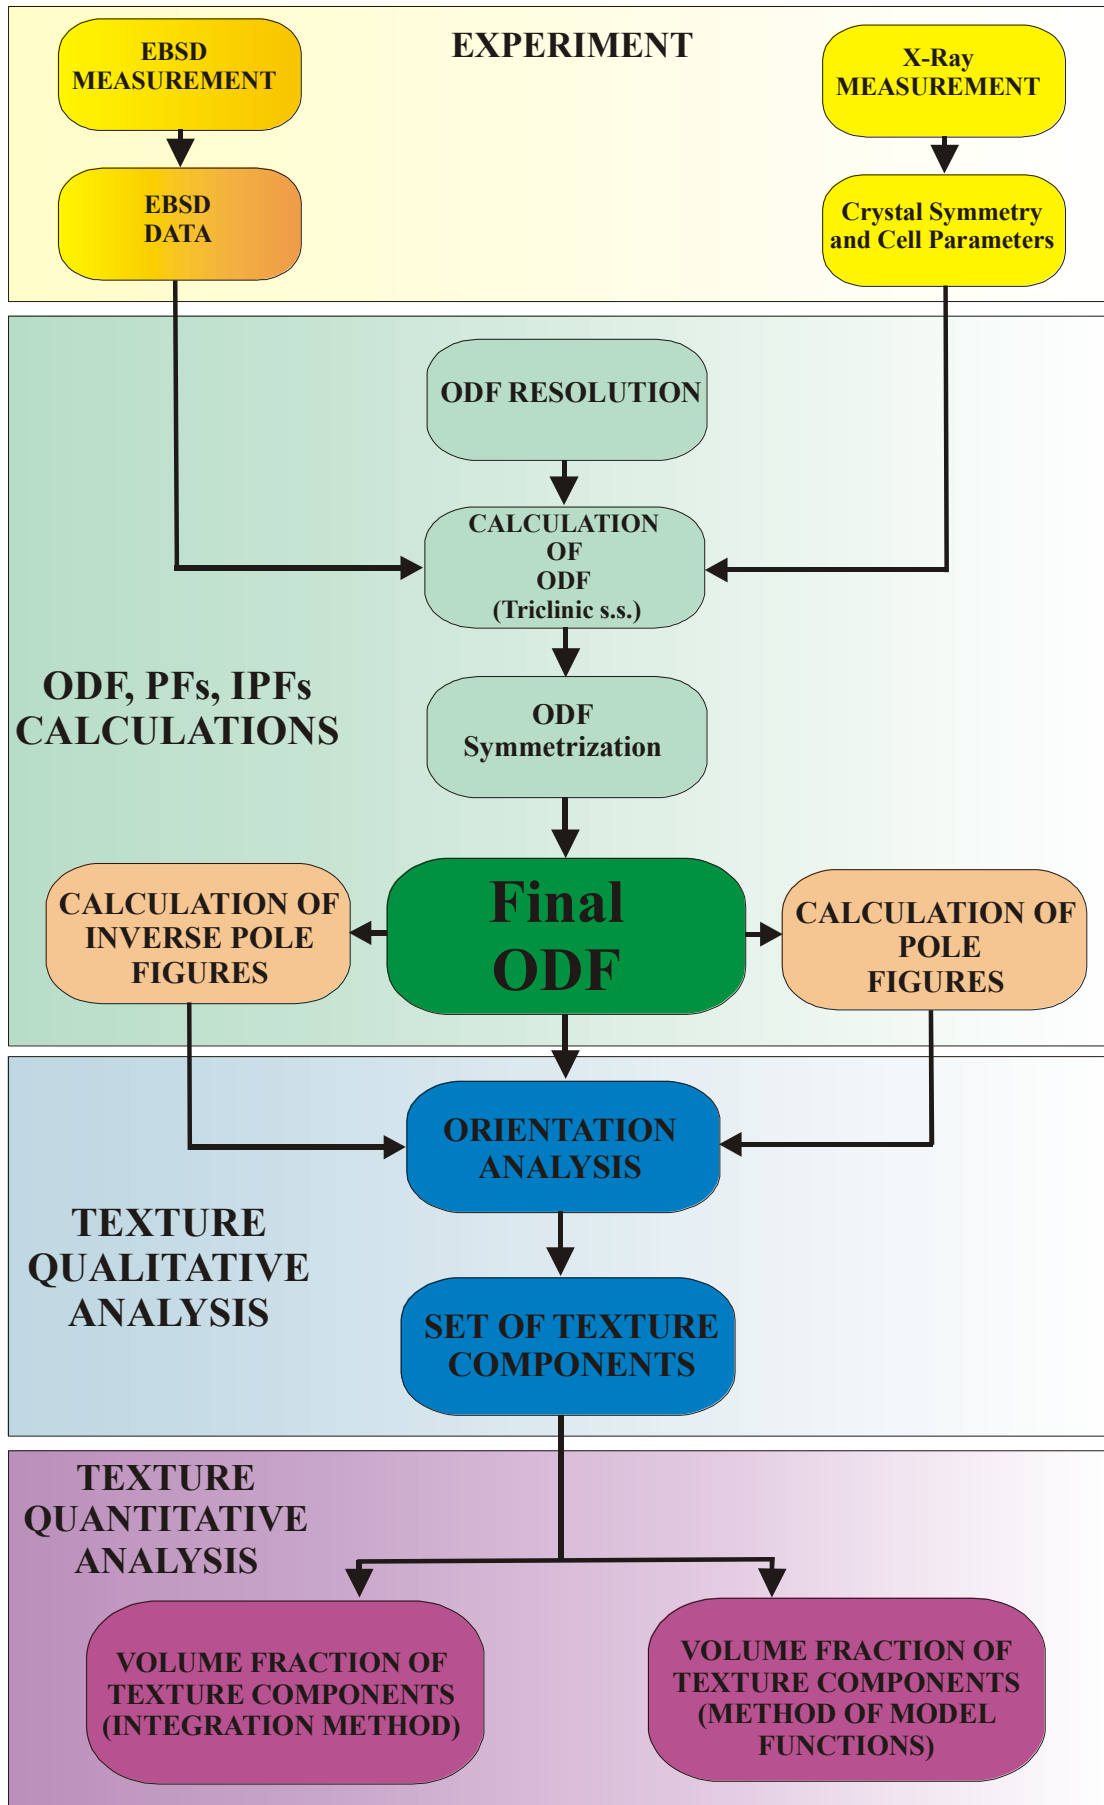 EXPERIMENT
EBSD
MEASUREMENT
X-Ray
MEASUREMENT
EBSD
DATA
Crystal Symmetry
and Cell Parameters
ODF RESOLUTION
CALCULATION
OF
ODF
(Triclinic s.s.)
ODF, PFs, IPFs
CALCULATIONS
ODF
Symmetrization
CALCULATION OF
INVERSE POLE
FIGURES
Final
ODF
CALCULATION OF
POLE
FIGURES
ORIENTATION
ANALYSIS
TEXTURE
QUALITATIVE
ANALYSIS
SET OF TEXTURE
COMPONENTS
TEXTURE
QUANTITATIVE
ANALYSIS
VOLUME FRACTION OF
TEXTURE COMPONENTS
(INTEGRATION METHOD)
VOLUME FRACTION OF
TEXTURE COMPONENTS
(METHOD OF MODEL
FUNCTIONS)